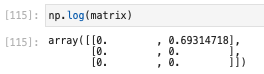 [115]: np.log(matrix)
[115]: array([[0.        , 0.69314718],
[0.        , 0.        ],
[0.        , 0.        ]])